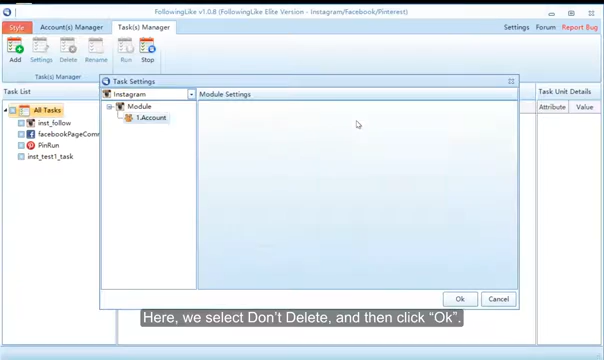 FollowingLike v1.0.8 (FollowingLike Elite Version - Instagram/Facebook/Pinterest)
Style Account(s) Manager Task(s) Manager Settings Forum Report Bug
Add Settings Delete Rename Run Stop
Task(s) Manager
Task List
Task Settings
Task Unit Details
Instagram
Module Settings
Attribute Value
Module
1.Account
All Tasks
inst_follow
facebookPageComm
PinRun
inst_test1_task
Ok Cancel
Here, we select Don't Delete, and then click “Ok”.